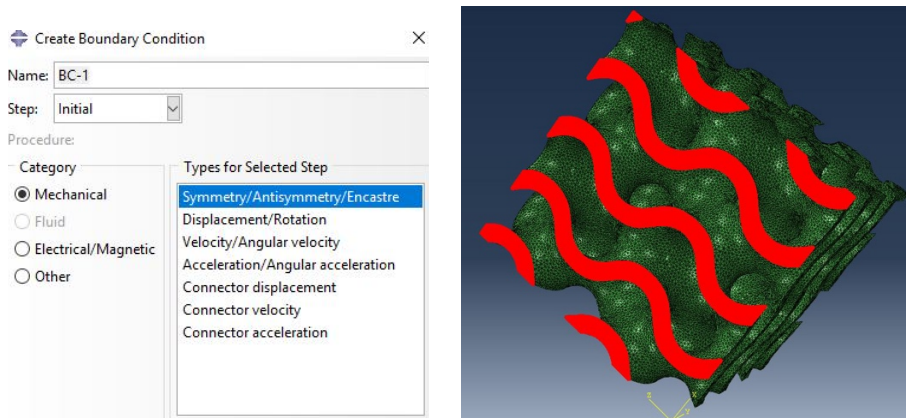 Create Boundary Condition
Name: BC-1
Step: Initial
Procedure:
Category
Mechanical
Fluid
Electrical/Magnetic
Other
Types for Selected Step
Symmetry/Antisymmetry/Encastre
Displacement/Rotation
Velocity/Angular velocity
Acceleration/Angular acceleration
Connector displacement
Connector velocity
Connector acceleration